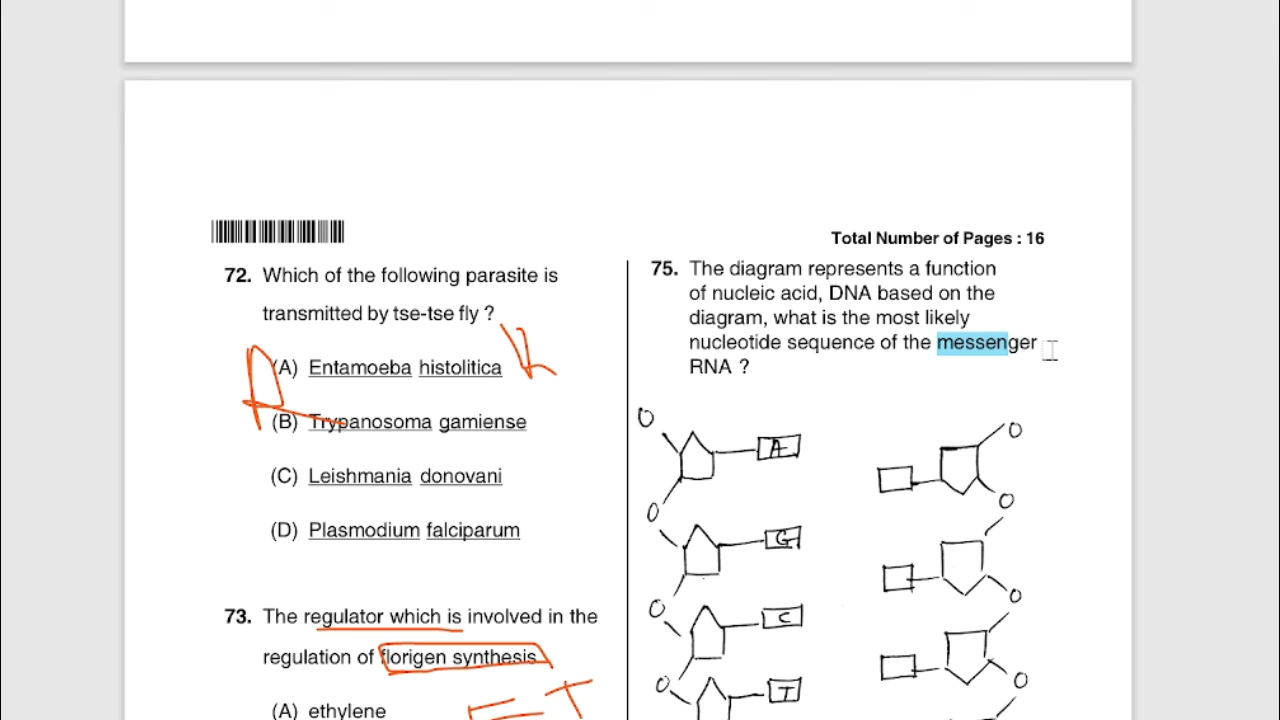 Total Number of Pages : 16
72. Which of the following parasite is
transmitted by tse-tse fly ?
(A) Entamoeba histolitica
(B) Trypanosoma gamiense
(C) Leishmania donovani
(D) Plasmodium falciparum
73. The regulator which is involved in the
regulation of florigen synthesis
(A) ethylene
75. The diagram represents a function
of nucleic acid, DNA based on the
diagram, what is the most likely
nucleotide sequence of the messenger
RNA ?
A
G
C
T